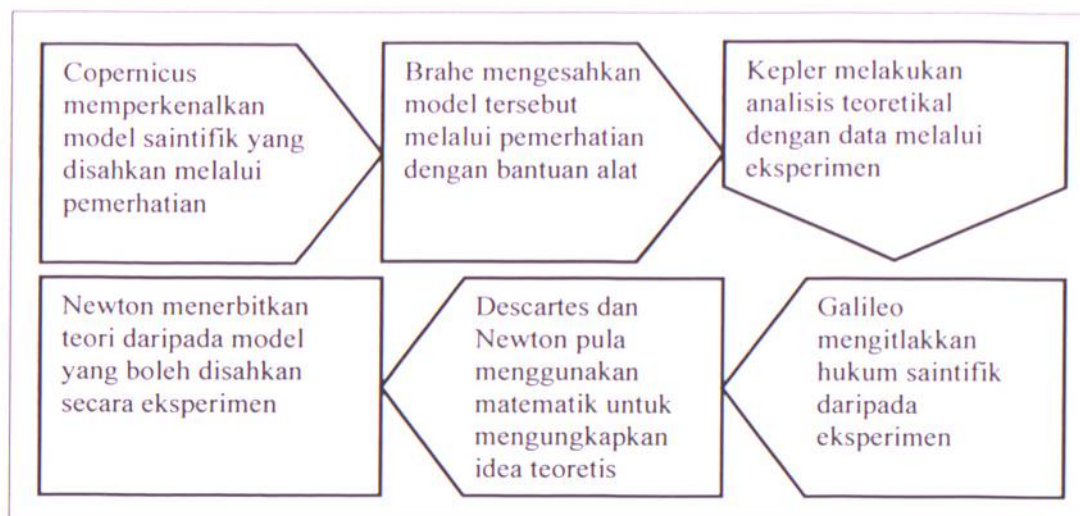 Copernicus
memperkenalkan
model saintifik yang
disahkan melalui
pemerhatian
Brahe mengesahkan
model tersebut
melalui pemerhatian
dengan bantuan alat
Kepler melakukan
analisis teoretikal
dengan data melalui
eksperimen
Galileo
mengitlakkan
hukum saintifik
daripada
eksperimen
Descartes dan
Newton pula
menggunakan
matematik untuk
mengungkapkan
idea teoretis
Newton menerbitkan
teori daripada model
yang boleh disahkan
secara eksperimen